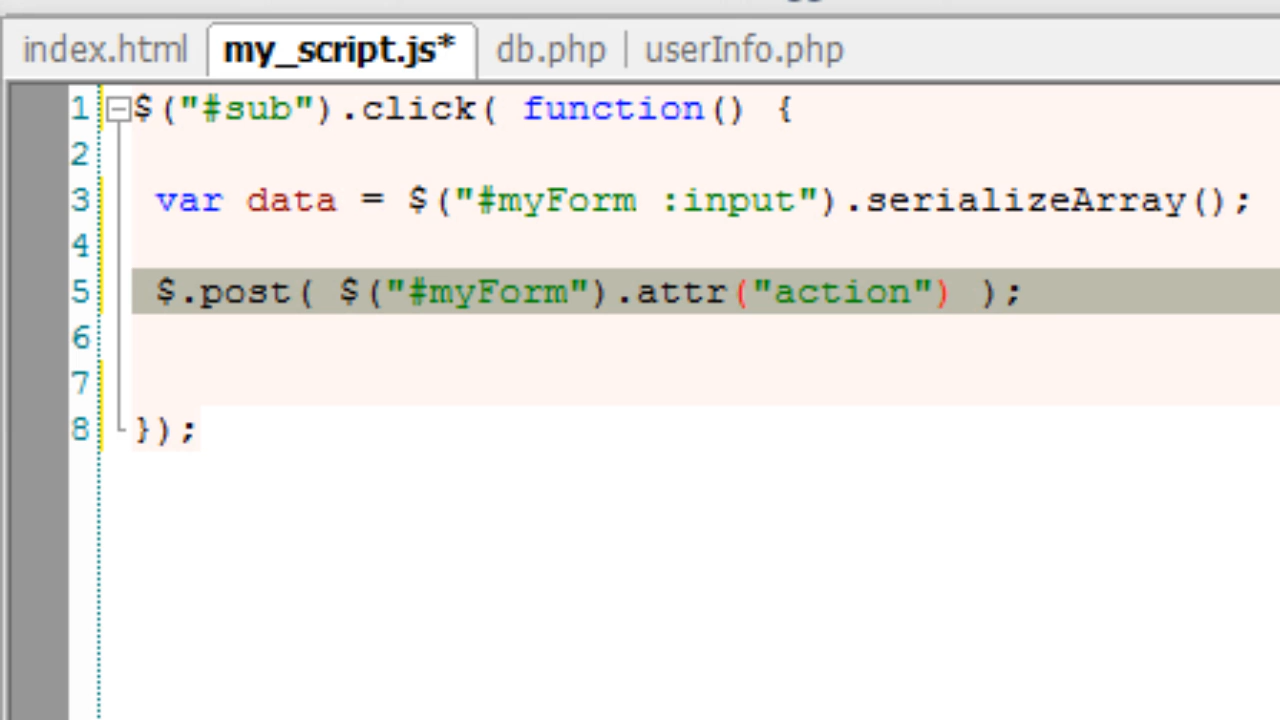 index.html my_script.js* db.php userInfo.php
1 $("#sub").click( function() {
2
3 var data = $("#myForm :input").serializeArray();
4
5 $.post( $("#myForm").attr("action") );
6
7
8 });